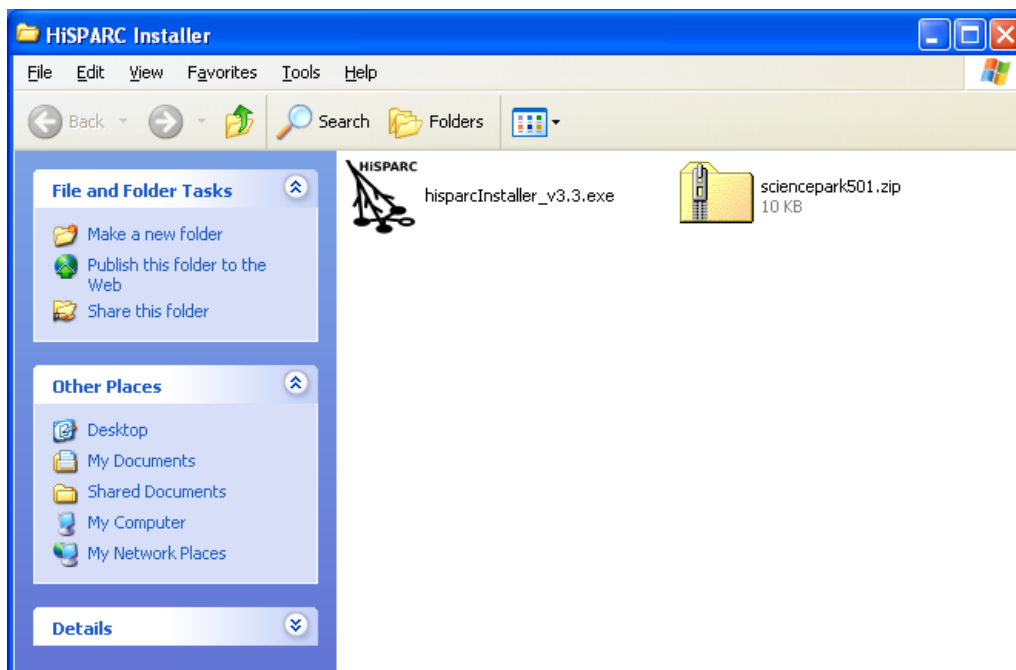 HiSPARC Installer
File Edit View Favorites Tools Help
Back Search Folders
File and Folder Tasks
Make a new folder
Publish this folder to the
Web
Share this folder
Other Places
Desktop
My Documents
Shared Documents
My Computer
My Network Places
Details
HiSPARC
hisparcInstaller_v3.3.exe
sciencepark501.zip
10 KB